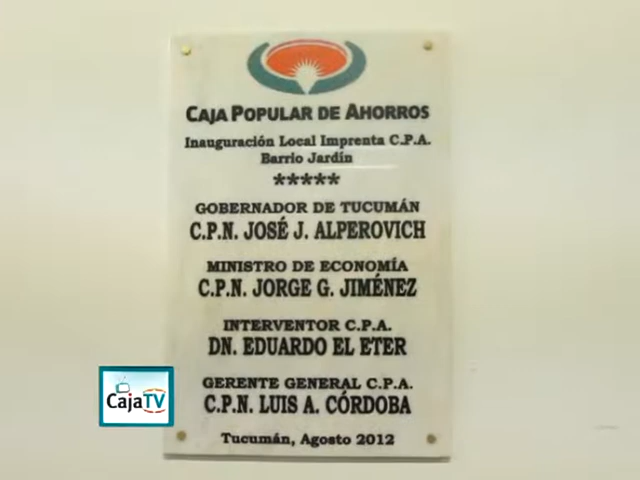 CAJA POPULAR DE AHORROS
Inauguración Local Imprenta C.P.A.
Barrio Jardín
*****
GOBERNADOR DE TUCUMÁN
C.P.N. JOSÉ J. ALPEROVICH
MINISTRO DE ECONOMÍA
C.P.N. JORGE G. JIMÉNEZ
INTERVENTOR C.P.A.
DN. EDUARDO EL ETER
GERENTE GENERAL C.P.A.
C.P.N. LUIS A. CÓRDOBA
Tucumán, Agosto 2012
CajaTV